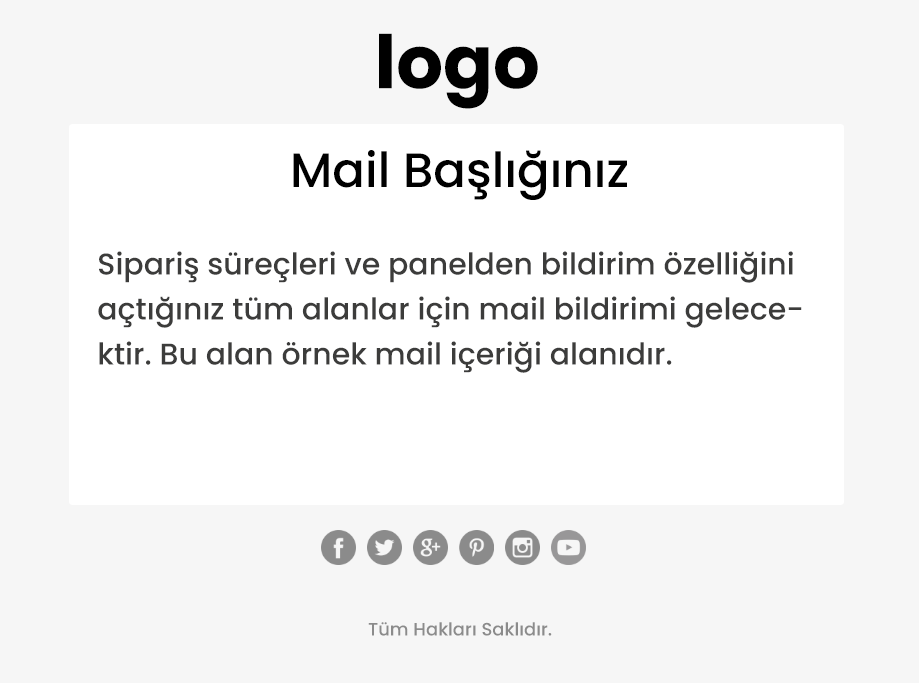 logo
Mail Başlığınız
Sipariş süreçleri ve panelden bildirim özelliğini
açtığınız tüm alanlar için mail bildirimi gelece-
ktir. Bu alan örnek mail içeriği alanıdır.
Tüm Hakları Saklıdır.